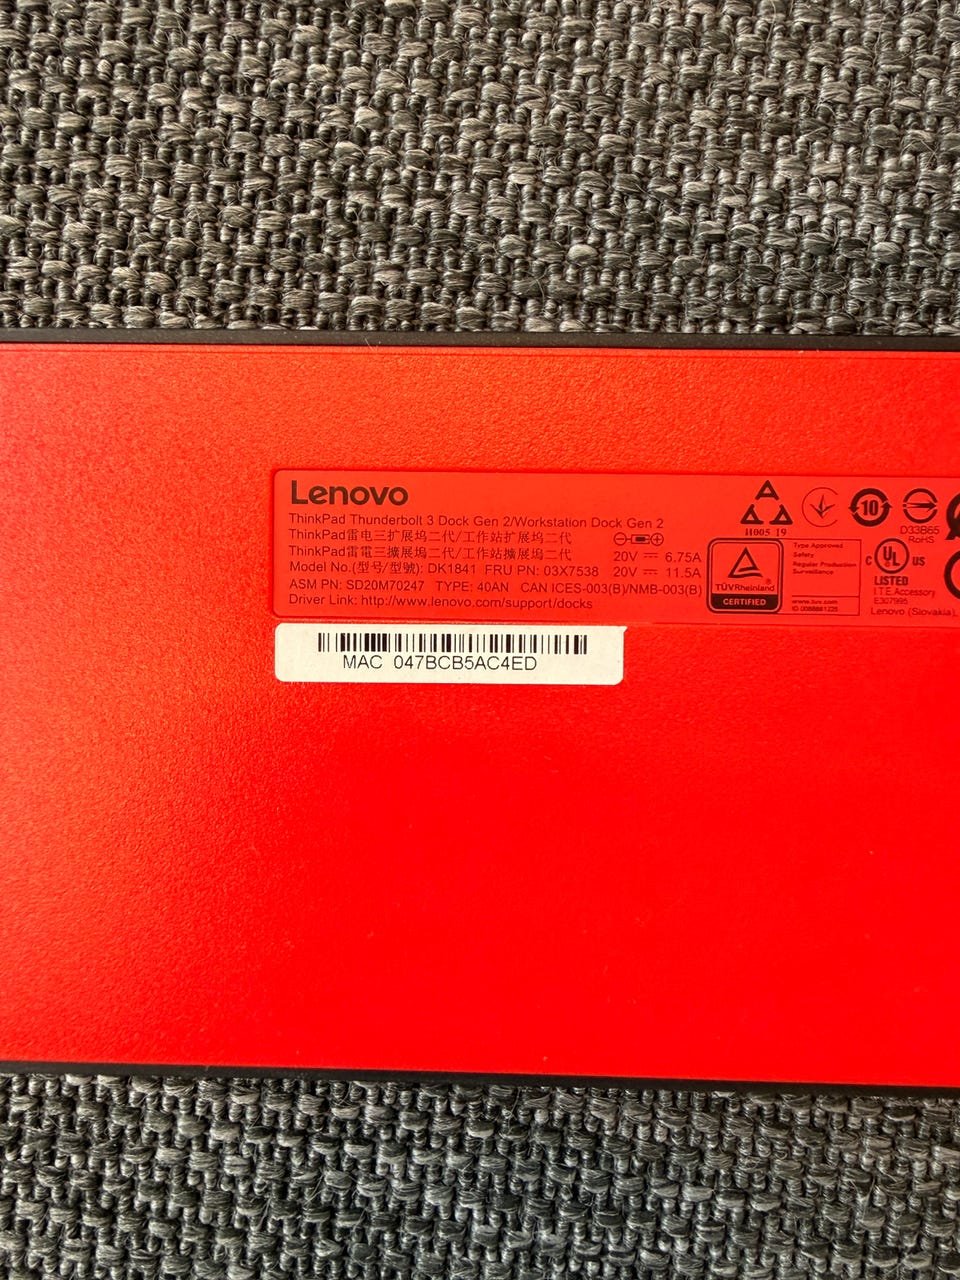 Lenovo
ThinkPad Thunderbolt 3 Dock Gen 2/Workstation Dock Gen 2
ThinkPad雷电三扩展坞二代/工作站扩展坞二代
ThinkPad雷電三擴展塢二代/工作站擴展塢二代
Model No.(型号/型號): DK1841 FRU PN: 03X7538
ASM PN: SD20M70247 TYPE: 40AN CAN ICES-003(B)/NMB-003(B)
Driver Link: http://www.lenovo.com/support/docks
20V 6.75A
20V 11.5A
H005 19
10
D33B65
RoHS
TÜVRheinland
CERTIFIED
Type Approved
Safety
Regular Production
Surveillance
www.tuv.com
C UL US
LISTED
I.T.E. Accessory
E307995
Lenovo (Slovakia)
MAC 047BCB5AC4ED